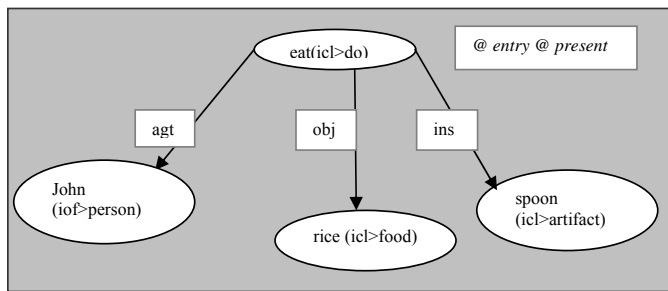 eat(icl>do)
@ entry @ present
agt
obj
ins
John
(iof>person)
rice (icl>food)
spoon
(icl>artifact)